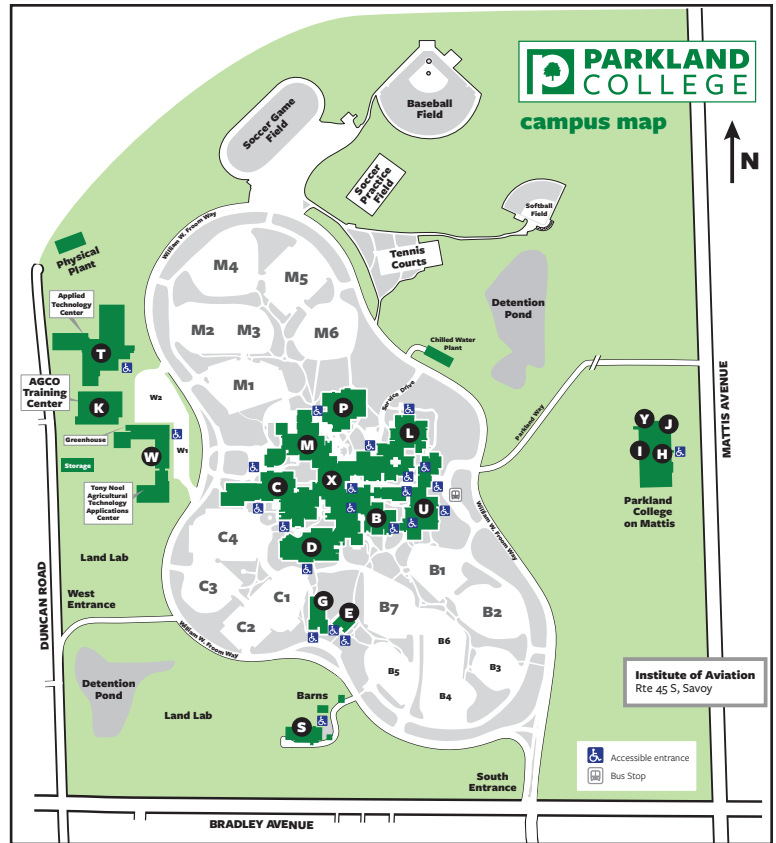 PARKLAND
COLLEGE
campus map
N
Baseball
Field
Soccer Game
Field
Soccer
Practice
Field
Softball
Field
William W. Froom Way
Tennis
Courts
Physical
Plant
M4
M5
Detention
Pond
Applied
Technology
Center
M2
M3
M6
Chilled Water
Plant
T
AGCO
Training
Center
K
M1
W2
Service Drive
MATTIS AVENUE
P
Parkland Way
Y
J
Greenhouse
L
M
W1
W
I
H
Storage
X
C
Tony Noel
Agricultural
Technology
Applications
Center
Parkland
College
on Mattis
B
U
William W. Froom Way
C4
D
Land Lab
B1
C3
West
Entrance
C1
G
E
B7
B2
DUNCAN ROAD
C2
B6
William W. Froom Way
B5
B3
Institute of Aviation
Rte 45 S, Savoy
Detention
Pond
B4
Barns
Land Lab
S
Accessible entrance
Bus Stop
South
Entrance
BRADLEY AVENUE